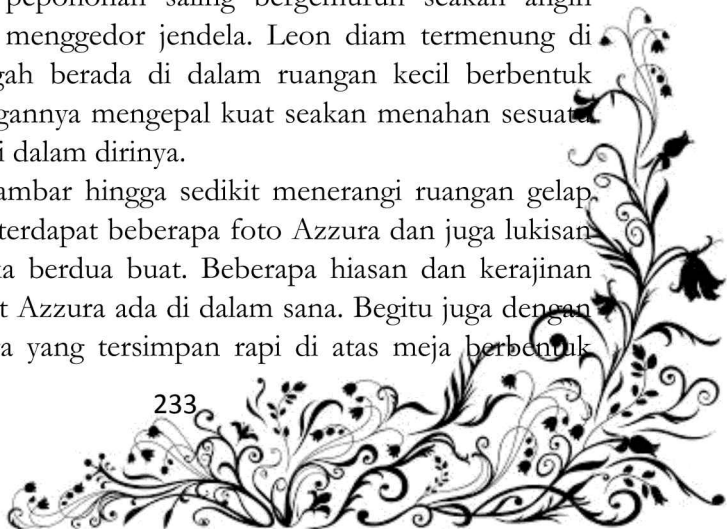 pepohonan saling bergemuruh seakan angin
menggedor jendela. Leon diam termenung di
gah berada di dalam ruangan kecil berbentuk
gannya mengepal kuat seakan menahan sesuatu
i dalam dirinya.
ambar hingga sedikit menerangi ruangan gelap
terdapat beberapa foto Azzura dan juga lukisan
a berdua buat. Beberapa hiasan dan kerajinan
t Azzura ada di dalam sana. Begitu juga dengan
a yang tersimpan rapi di atas meja berbentuk
233